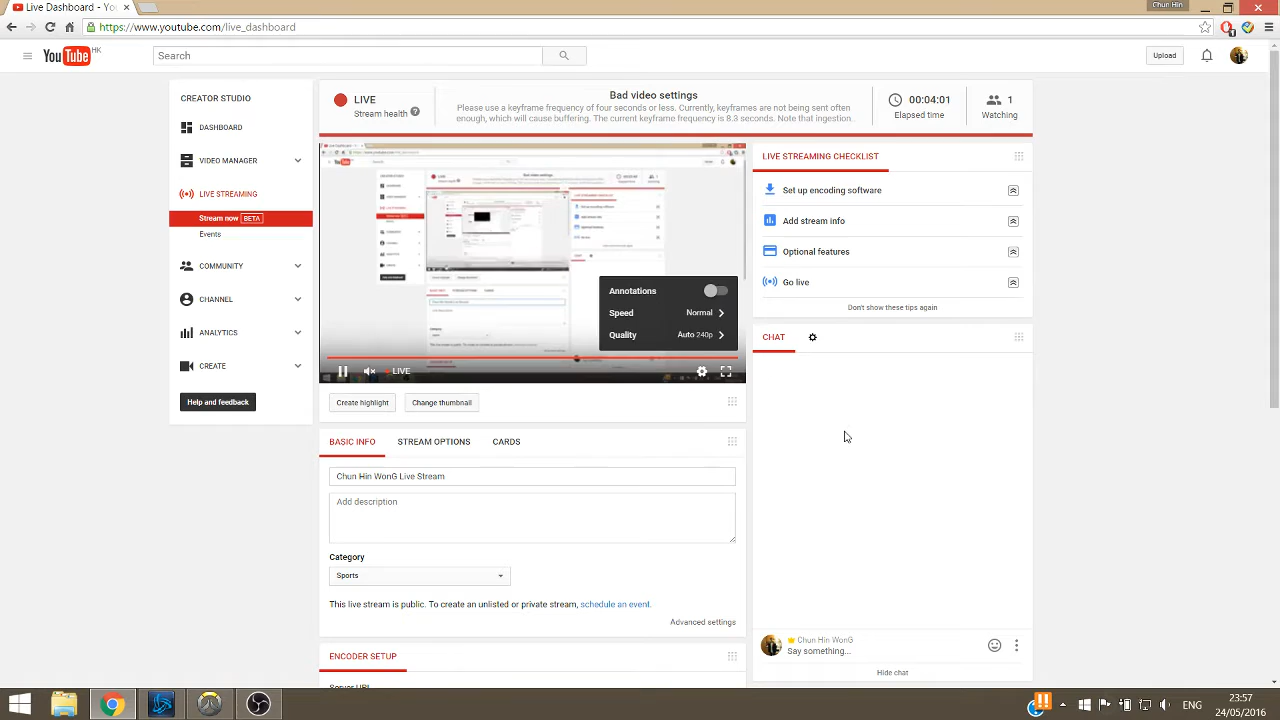 Live Dashboard - Yo
Chun Hin
https://www.youtube.com/live_dashboard
YouTube HK
Search
Upload
CREATOR STUDIO
DASHBOARD
VIDEO MANAGER
LIVE STREAMING
Stream now BETA
Events
COMMUNITY
CHANNEL
ANALYTICS
CREATE
Help and feedback
LIVE
Stream health
Bad video settings
Please use a keyframe frequency of four seconds or less. Currently, keyframes are not being sent often
enough, which will cause buffering. The current keyframe frequency is 8.3 seconds. Note that ingestion...
00:04:01
Elapsed time
1
Watching
Annotations
Speed Normal
Quality Auto 240p
LIVE
Create highlight
Change thumbnail
BASIC INFO
STREAM OPTIONS
CARDS
Chun Hin WonG Live Stream
Add description
Category
Sports
This live stream is public. To create an unlisted or private stream, schedule an event.
Advanced settings
ENCODER SETUP
LIVE STREAMING CHECKLIST
Set up encoding software
Add stream info
Optional features
Go live
Don't show these tips again
CHAT
Chun Hin WonG
Say something...
Hide chat
ENG
23:57
24/05/2016